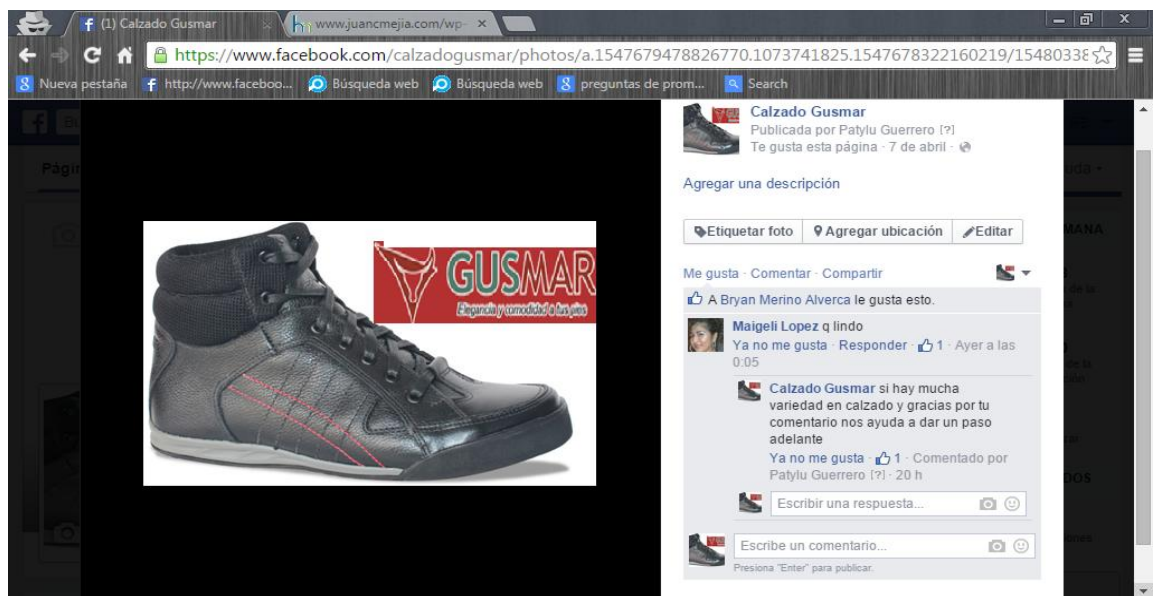 (1) Calzado Gusmar
www.juancmejia.com/wp-
https://www.facebook.com/calzadogusmar/photos/a.1547679478826770.1073741825.1547678322160219/15480338
Nueva pestaña
http://www.faceboo...
Búsqueda web
Búsqueda web
preguntas de prom...
Search
GUSMAR
Elegancia y comodidad a tus pies
Calzado Gusmar
Publicada por Patylu Guerrero [?]
Te gusta esta página · 7 de abril ·
Agregar una descripción
Etiquetar foto
Agregar ubicación
Editar
Me gusta · Comentar · Compartir
A Bryan Merino Alverca le gusta esto.
Maigeli Lopez q lindo
Ya no me gusta · Responder · 1 · Ayer a las
0:05
Calzado Gusmar si hay mucha
variedad en calzado y gracias por tu
comentario nos ayuda a dar un paso
adelante
Ya no me gusta · 1 · Comentado por
Patylu Guerrero [?] · 20 h
Escribir una respuesta...
Escribe un comentario...
Presiona "Enter" para publicar.